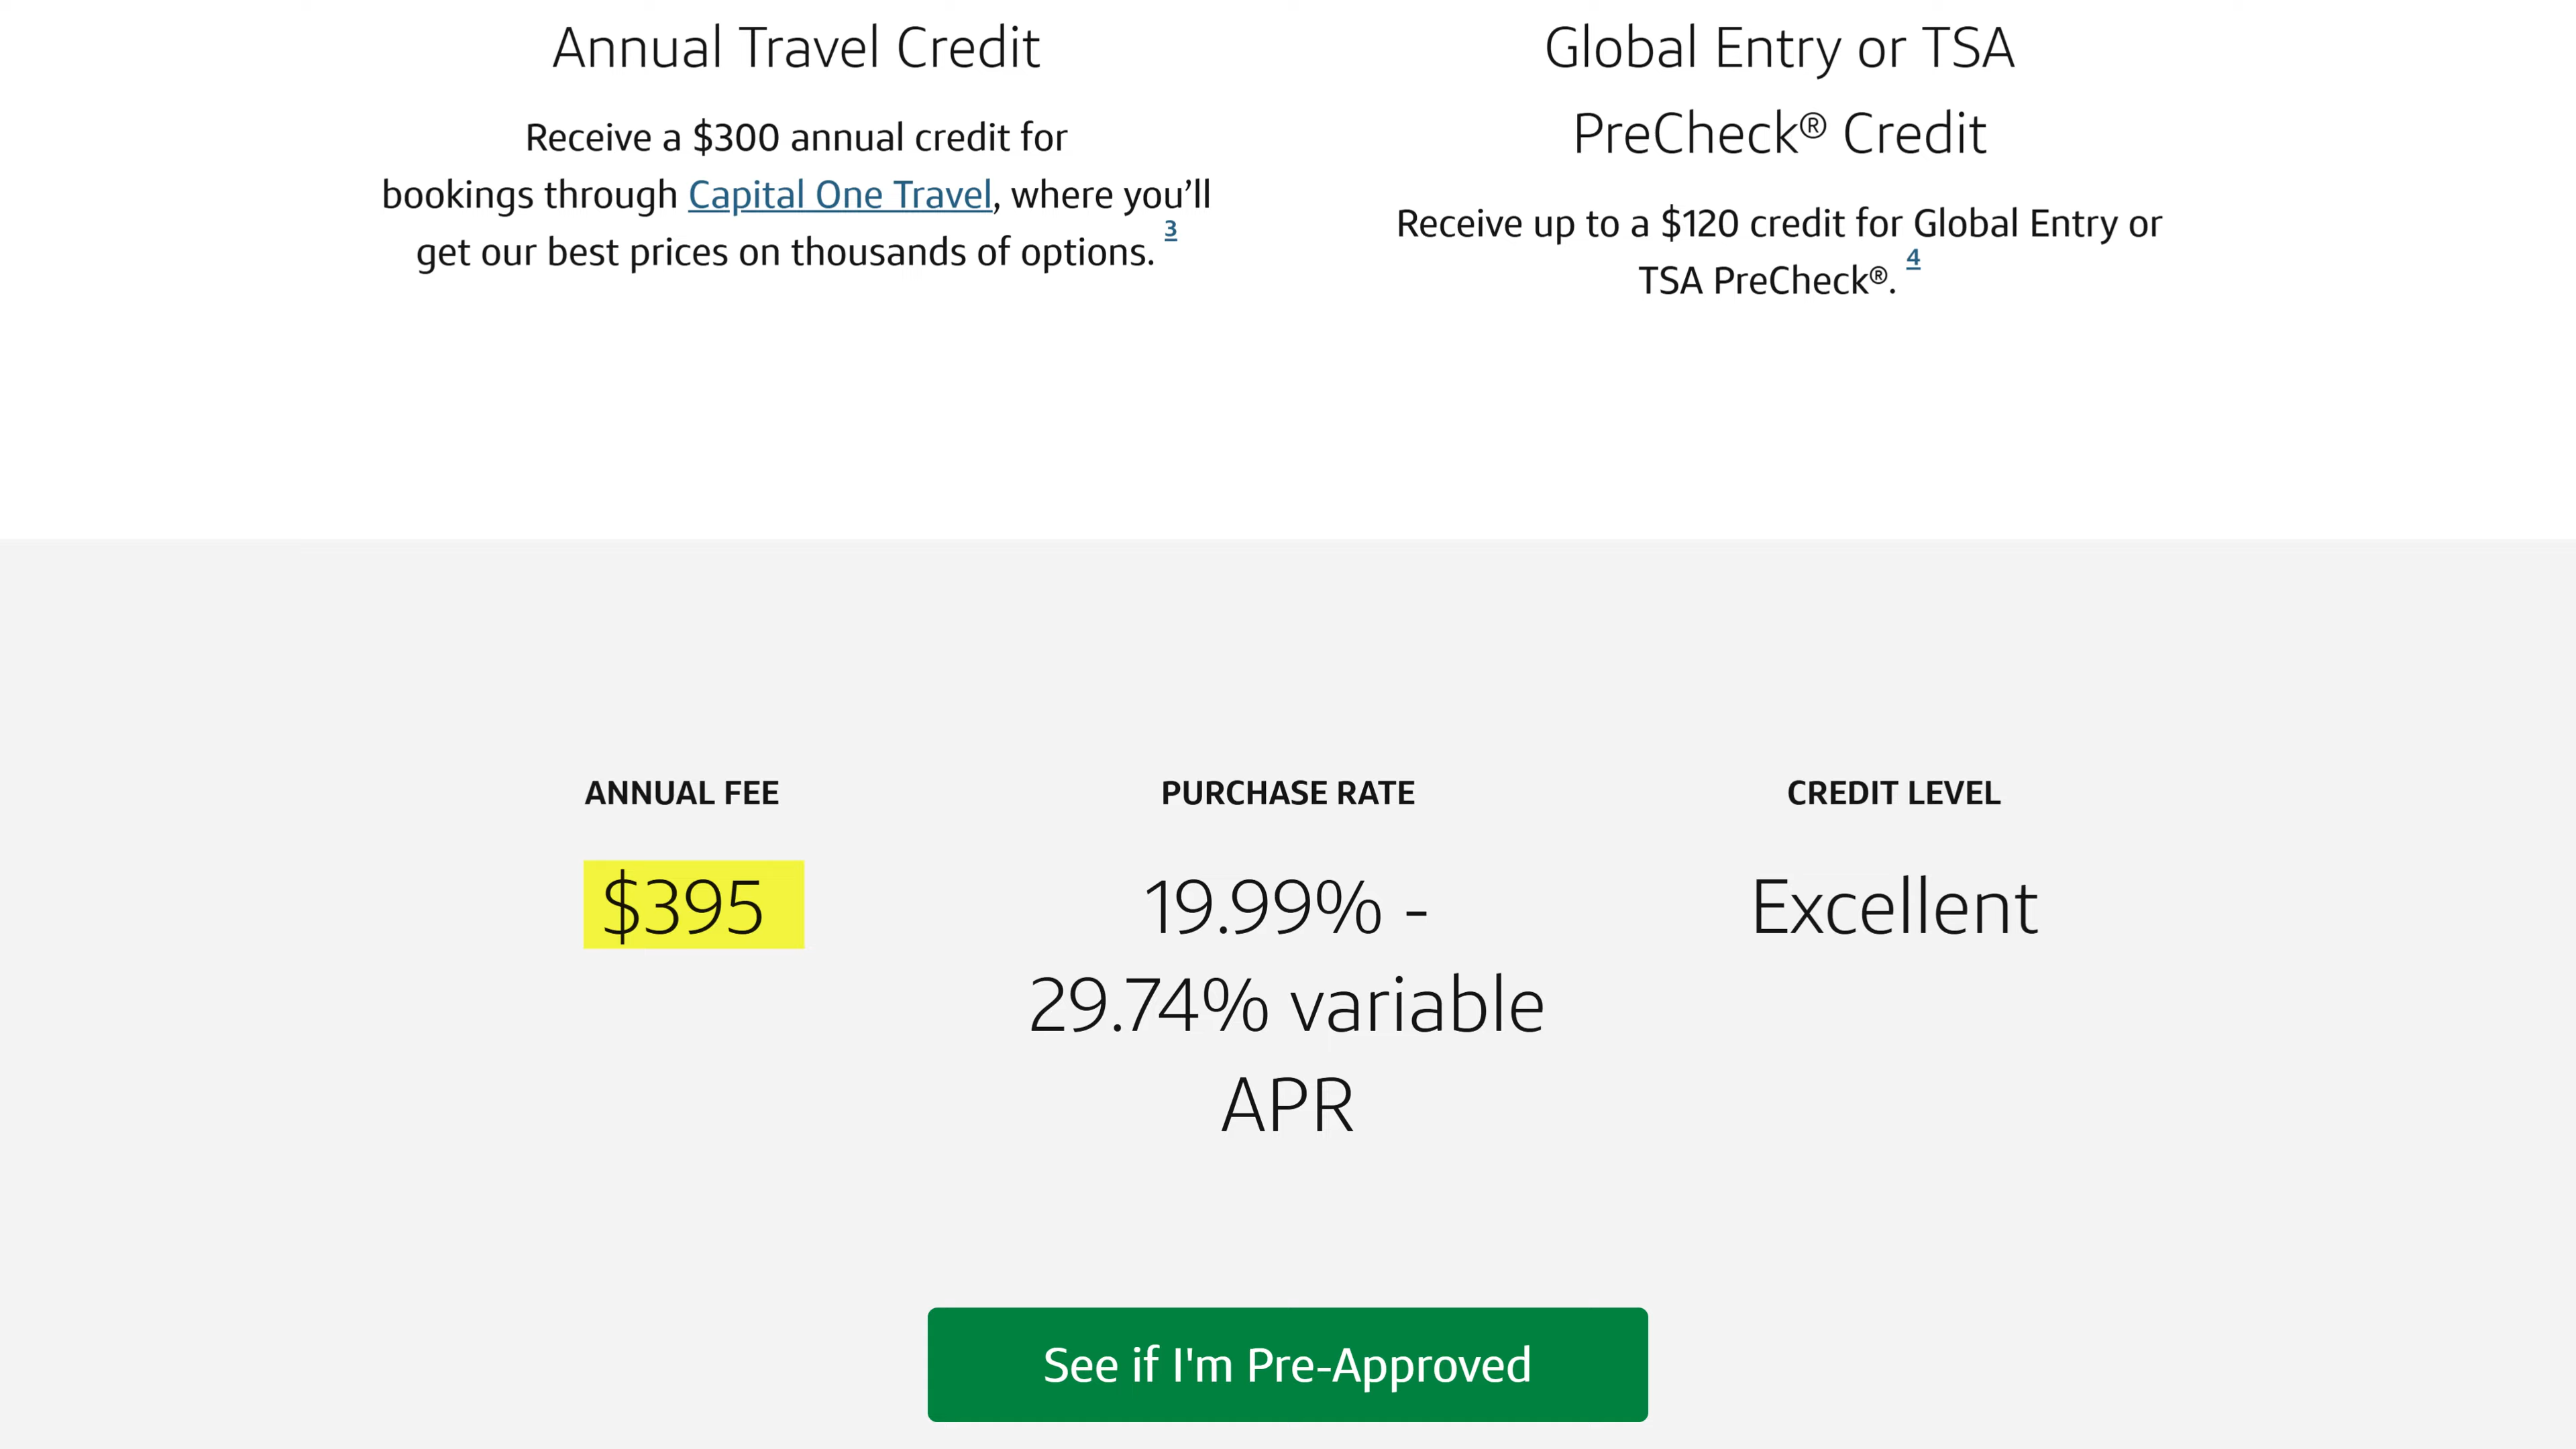 Annual Travel Credit
Receive a $300 annual credit for
bookings through Capital One Travel, where you’ll
get our best prices on thousands of options. 3
Global Entry or TSA
PreCheck® Credit
Receive up to a $120 credit for Global Entry or
TSA PreCheck®. 4
ANNUAL FEE
$395
PURCHASE RATE
19.99% -
29.74% variable
APR
CREDIT LEVEL
Excellent
See if I'm Pre-Approved